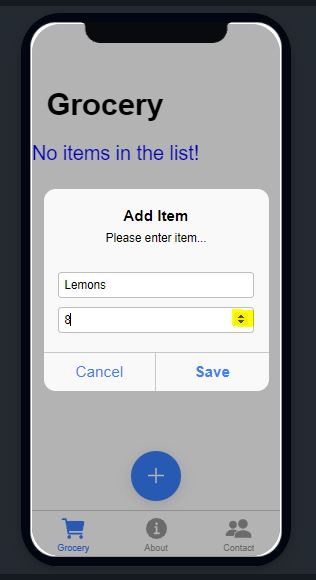 Grocery
No items in the list!
Add Item
Please enter item...
Lemons
8
Cancel
Save
Grocery
About
Contact